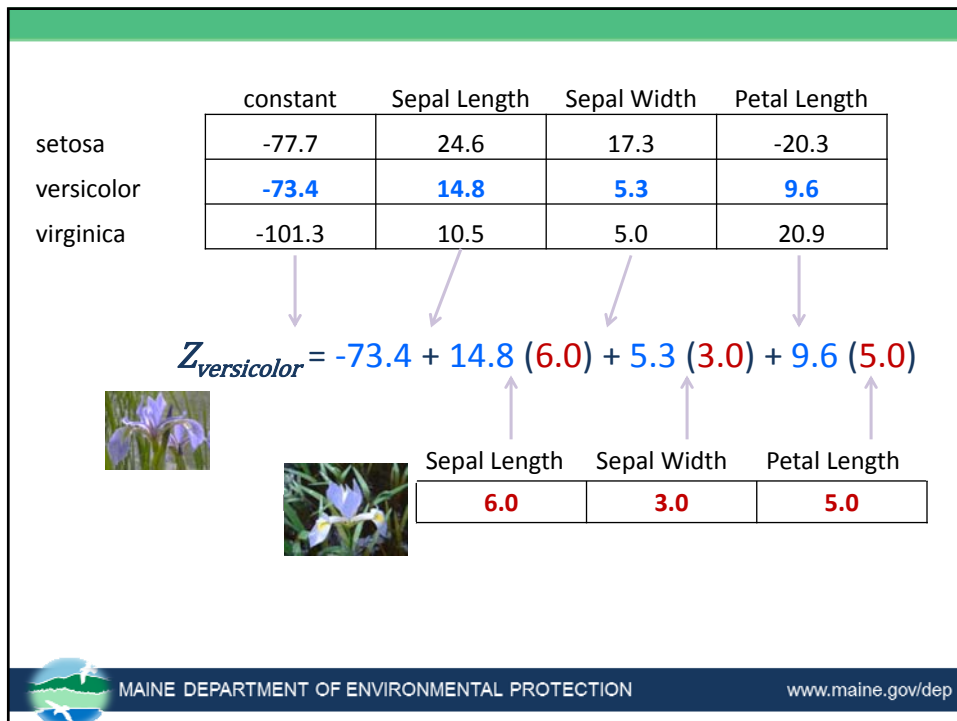 constant Sepal Length Sepal Width Petal Length
setosa -77.7 24.6 17.3 -20.3
versicolor -73.4 14.8 5.3 9.6
virginica -101.3 10.5 5.0 20.9
Zversicolor = -73.4 + 14.8 (6.0) + 5.3 (3.0) + 9.6 (5.0)
Sepal Length Sepal Width Petal Length
6.0 3.0 5.0
MAINE DEPARTMENT OF ENVIRONMENTAL PROTECTION www.maine.gov/dep